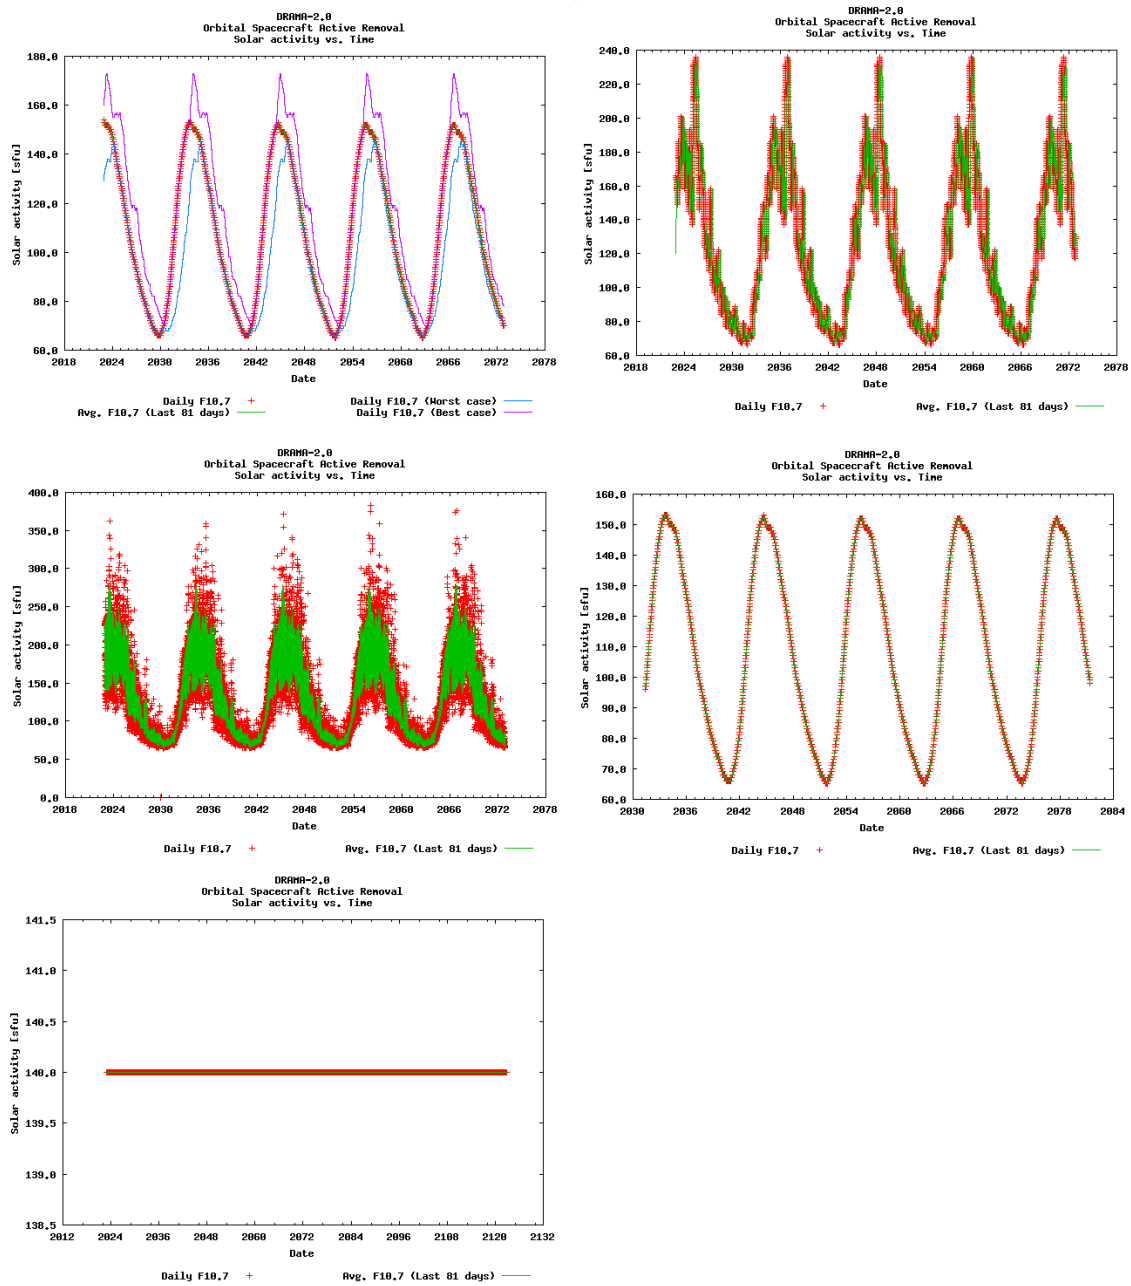 DRAMA-2.0
Orbital Spacecraft Active Removal
Solar activity vs. Time
180.0
160.0
140.0
120.0
100.0
80.0
60.0
Solar activity [sfu]
2018 2024 2030 2036 2042 2048 2054 2060 2066 2072 2078
Date
Daily F10.7
Avg. F10.7 (Last 81 days)
Daily F10.7 (Worst case)
Daily F10.7 (Best case)
DRAMA-2.0
Orbital Spacecraft Active Removal
Solar activity vs. Time
240.0
220.0
200.0
180.0
160.0
140.0
120.0
100.0
80.0
60.0
Solar activity [sfu]
2018 2024 2030 2036 2042 2048 2054 2060 2066 2072 2078
Date
Daily F10.7
Avg. F10.7 (Last 81 days)
DRAMA-2.0
Orbital Spacecraft Active Removal
Solar activity vs. Time
400.0
350.0
300.0
250.0
200.0
150.0
100.0
50.0
0.0
Solar activity [sfu]
2018 2024 2030 2036 2042 2048 2054 2060 2066 2072 2078
Date
Daily F10.7
Avg. F10.7 (Last 81 days)
DRAMA-2.0
Orbital Spacecraft Active Removal
Solar activity vs. Time
160.0
150.0
140.0
130.0
120.0
110.0
100.0
90.0
80.0
70.0
60.0
Solar activity [sfu]
2030 2036 2042 2048 2054 2060 2066 2072 2078 2084
Date
Daily F10.7
Avg. F10.7 (Last 81 days)
DRAMA-2.0
Orbital Spacecraft Active Removal
Solar activity vs. Time
141.5
141.0
140.5
140.0
139.5
139.0
138.5
Solar activity [sfu]
2012 2024 2036 2048 2060 2072 2084 2096 2108 2120 2132
Date
Daily F10.7
Avg. F10.7 (Last 81 days)